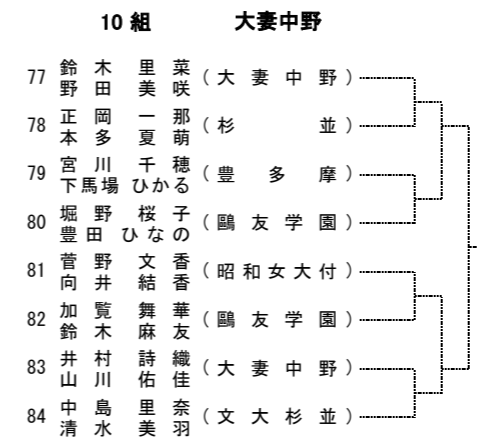 10 組 大妻中野
77 鈴木 里菜 (大妻中野)
野田 美咲
78 正岡 一那 (杉並)
本多 夏萌
79 宮川 千穂 (豊多摩)
下馬場 ひかる
80 堀野 桜子 (鷗友学園)
豊田 ひなの
81 菅野 文香 (昭和女大付)
向井 結香
82 加覧 舞華 (鷗友学園)
鈴木 麻友
83 井村 詩織 (大妻中野)
山川 佑佳
84 中島 里奈 (文大杉並)
清水 美羽